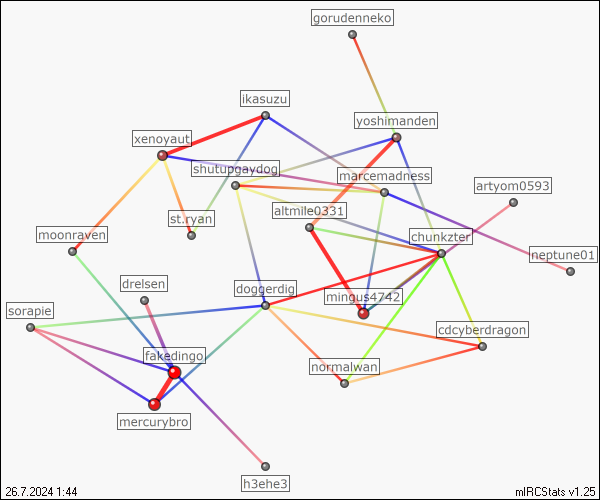 gorudenneko
ikasuzu
yoshimanden
xenoyaut
shutupgaydog
marcemadness
artyom0593
st.ryan
altmile0331
moonraven
chunkzter
neptune01
drelsen
doggerdig
mingus4742
sorapie
cdcyberdragon
fakedingo
normalwan
mercurybro
h3ehe3
26.7.2024 1:44
mIRCStats v1.25